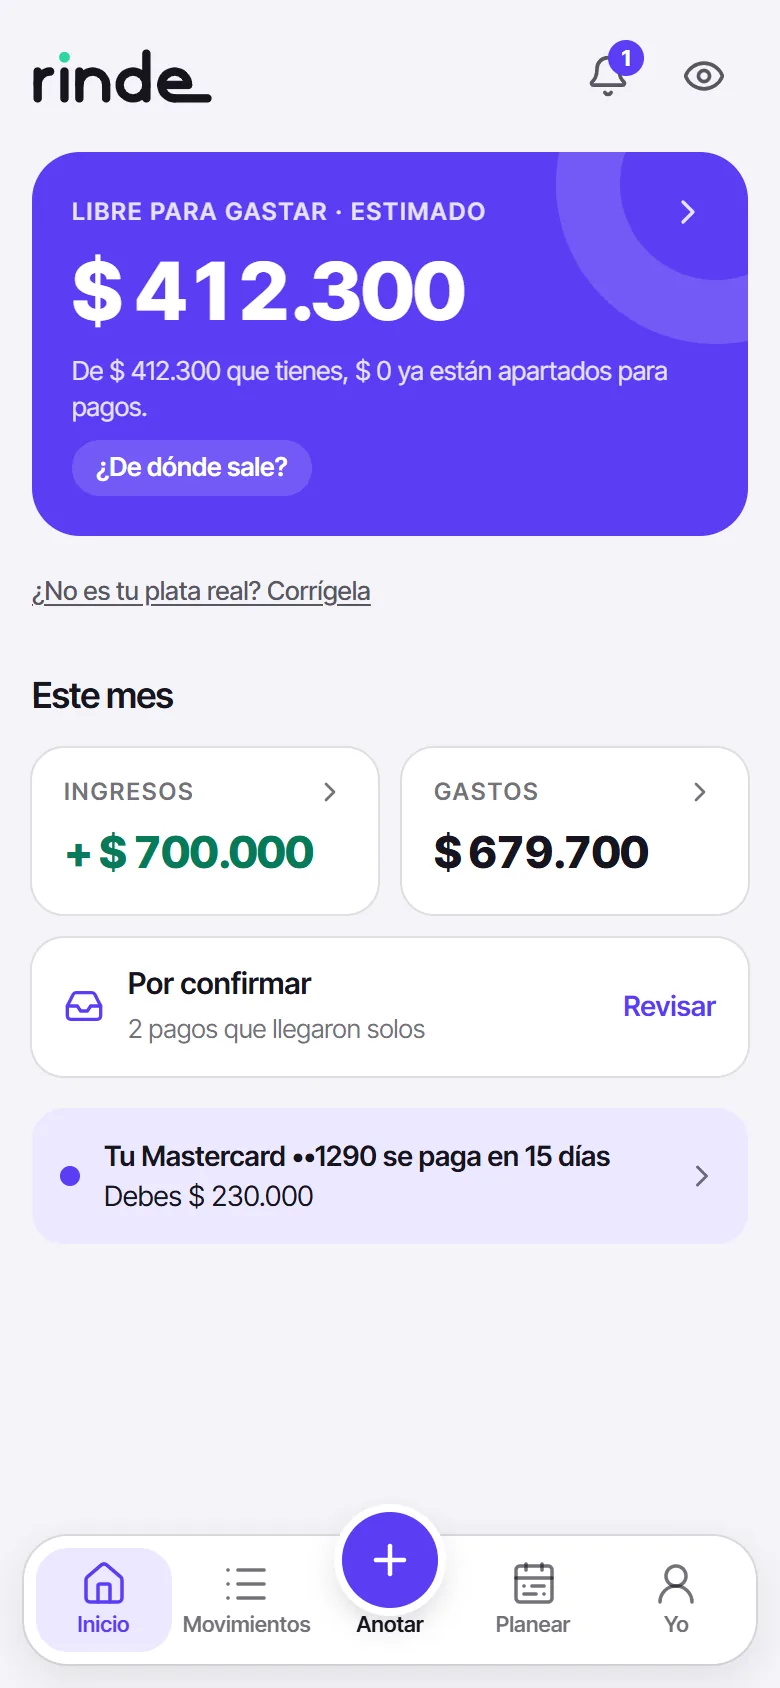 rinde
1
LIBRE PARA GASTAR · ESTIMADO
$ 412.300
De $ 412.300 que tienes, $ 0 ya están apartados para
pagos.
¿De dónde sale?
¿No es tu plata real? Corrígela
Este mes
INGRESOS
+ $ 700.000
GASTOS
$ 679.700
Por confirmar
2 pagos que llegaron solos
Revisar
Tu Mastercard ••1290 se paga en 15 días
Debes $ 230.000
Inicio
Movimientos
Anotar
Planear
Yo